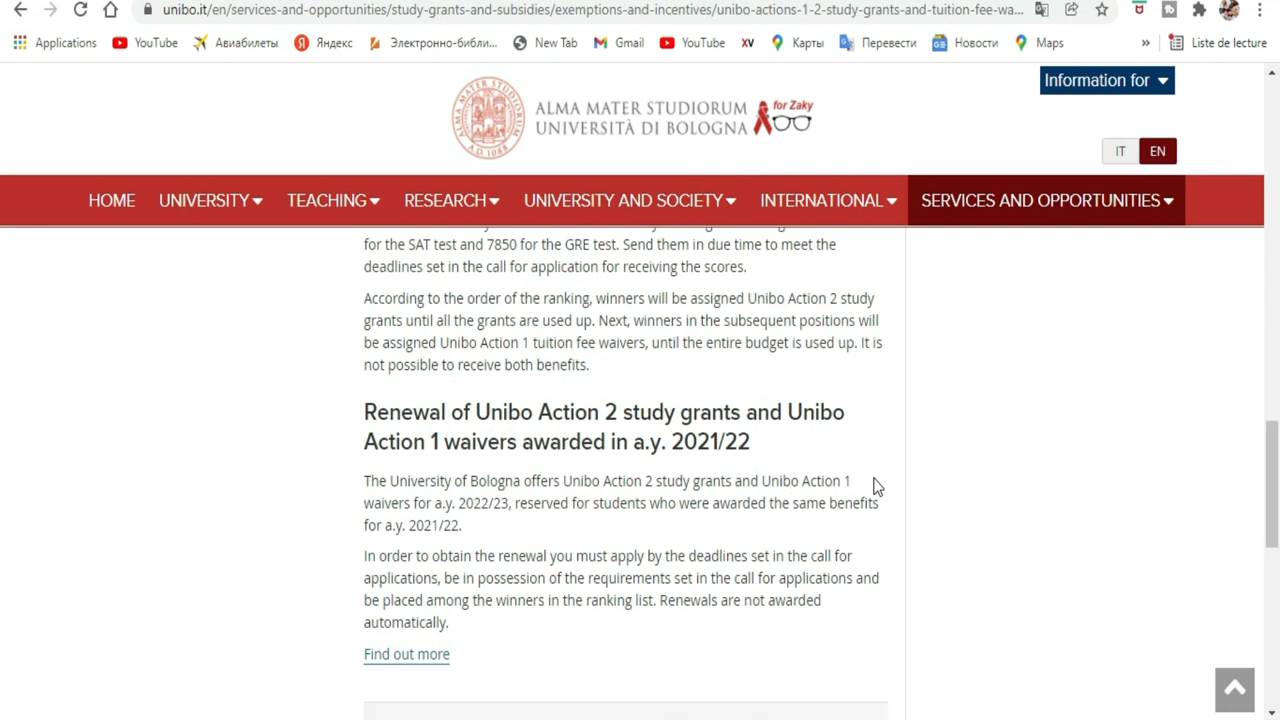 unibo.it/en/services-and-opportunities/study-grants-and-subsidies/exemptions-and-incentives/unibo-actions-1-2-study-grants-and-tuition-fee-wa...
Applications YouTube Авиабилеты Яндекс Электронно-библи... New Tab Gmail YouTube XV Карты Перевести Новости Maps » Liste de lecture
Information for
ALMA MATER STUDIORUM
UNIVERSITÀ DI BOLOGNA
for Zaky
ALMA MATER STUDIORUM
A.D. 1088
IT EN
HOME UNIVERSITY TEACHING RESEARCH UNIVERSITY AND SOCIETY INTERNATIONAL SERVICES AND OPPORTUNITIES
for the SAT test and 7850 for the GRE test. Send them in due time to meet the
deadlines set in the call for application for receiving the scores.
According to the order of the ranking, winners will be assigned Unibo Action 2 study
grants until all the grants are used up. Next, winners in the subsequent positions will
be assigned Unibo Action 1 tuition fee waivers, until the entire budget is used up. It is
not possible to receive both benefits.
Renewal of Unibo Action 2 study grants and Unibo
Action 1 waivers awarded in a.y. 2021/22
The University of Bologna offers Unibo Action 2 study grants and Unibo Action 1
waivers for a.y. 2022/23, reserved for students who were awarded the same benefits
for a.y. 2021/22.
In order to obtain the renewal you must apply by the deadlines set in the call for
applications, be in possession of the requirements set in the call for applications and
be placed among the winners in the ranking list. Renewals are not awarded
automatically.
Find out more